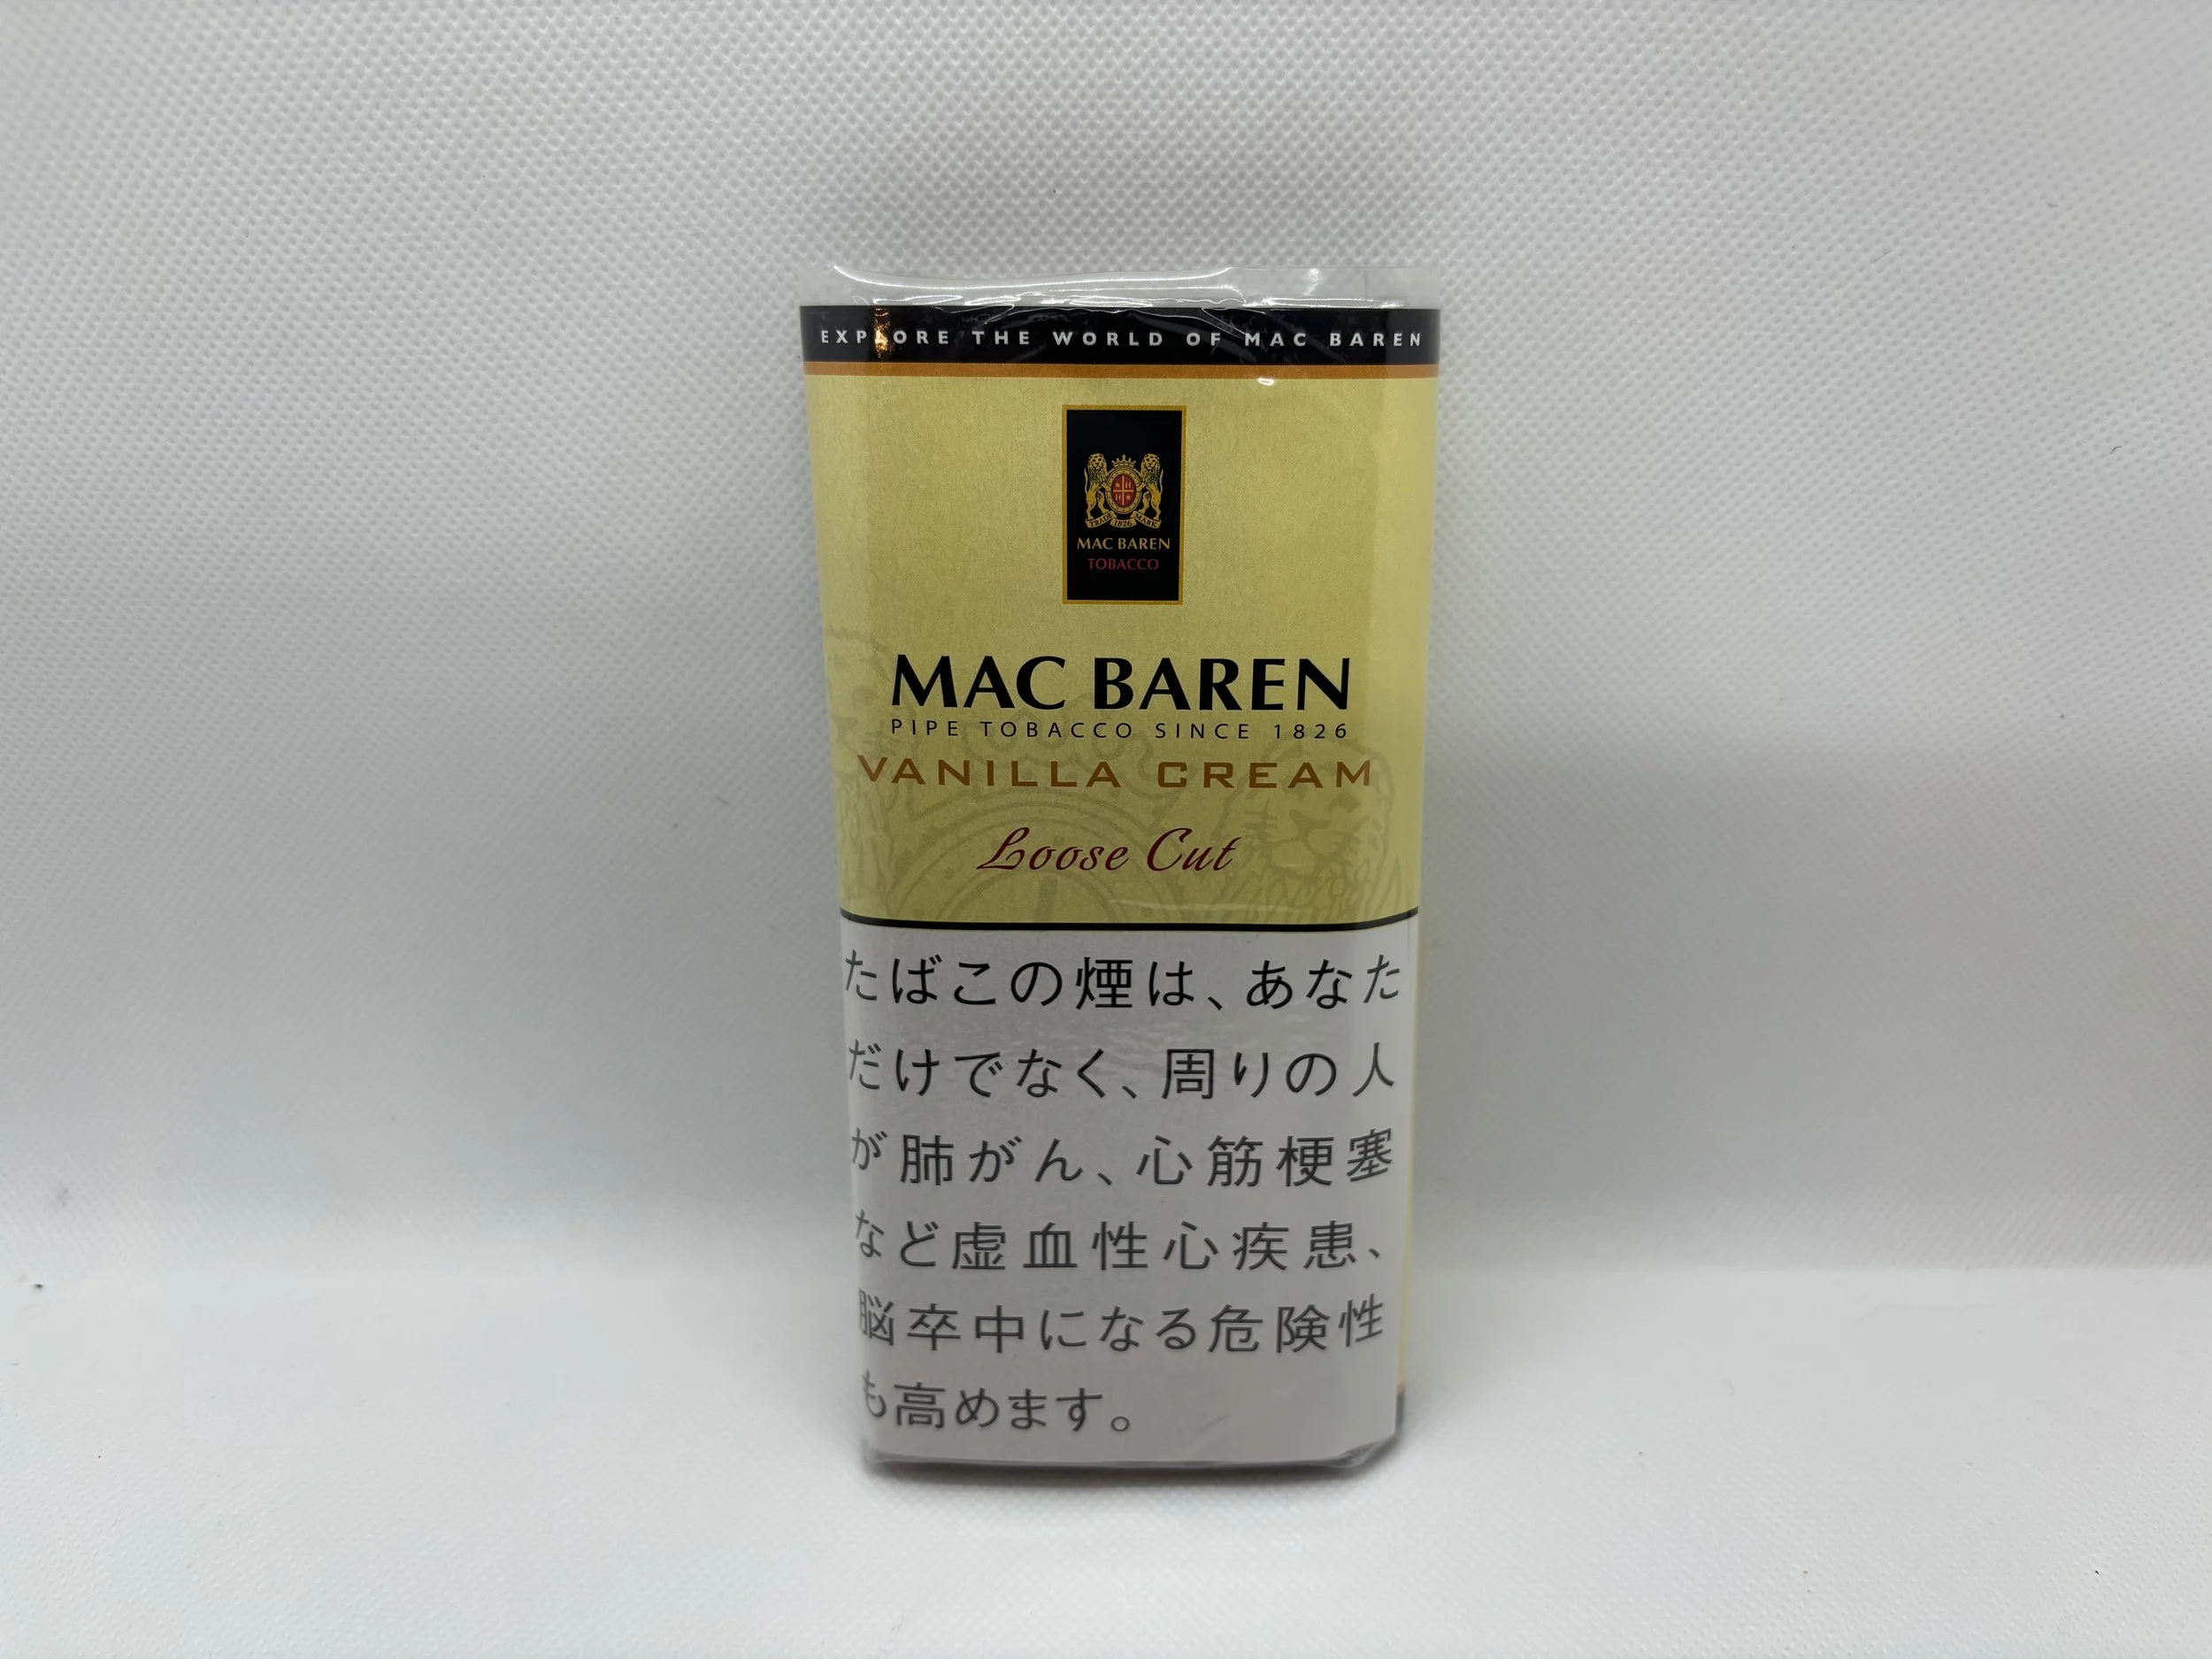 EXPLORE THE WORLD OF MAC BAREN
TRADE 1826 MARK
MAC BAREN
TOBACCO
MAC BAREN
PIPE TOBACCO SINCE 1826
VANILLA CREAM
Loose Cut
たばこの煙は、あなた
だけでなく、周りの人
が肺がん、心筋梗塞
など虚血性心疾患、
脳卒中になる危険性
も高めます。